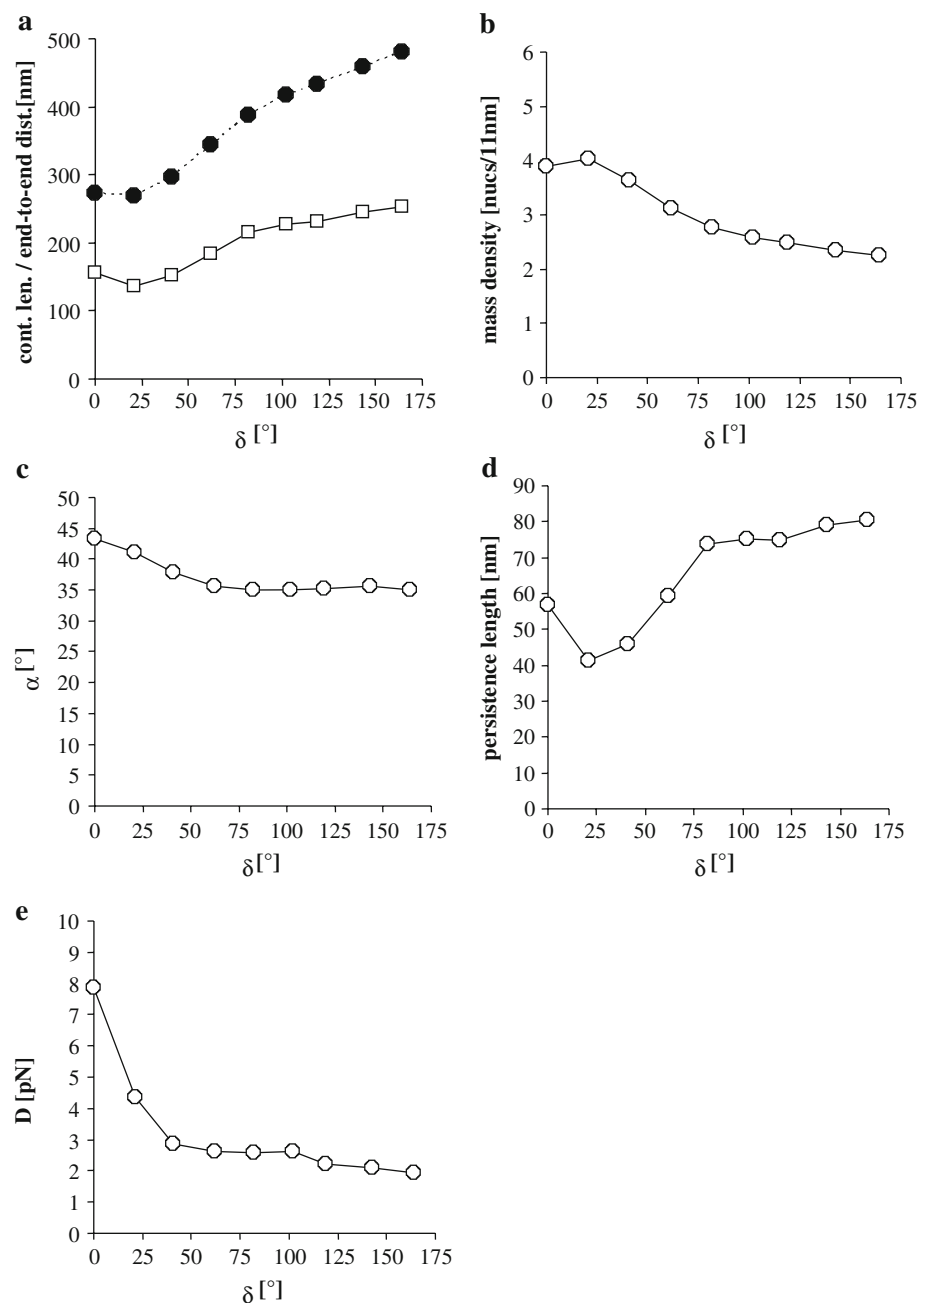 a
cont. len. / end-to-end dist.[nm]
500
400
300
200
100
0
0 25 50 75 100 125 150 175
δ [°]
b
mass density [nucs/11nm]
6
5
4
3
2
1
0
0 25 50 75 100 125 150 175
δ [°]
c
α [°]
50
45
40
35
30
25
20
15
10
5
0
0 25 50 75 100 125 150 175
δ [°]
d
persistence length [nm]
90
80
70
60
50
40
30
20
10
0
0 25 50 75 100 125 150 175
δ [°]
e
D [pN]
10
9
8
7
6
5
4
3
2
1
0
0 25 50 75 100 125 150 175
δ [°]